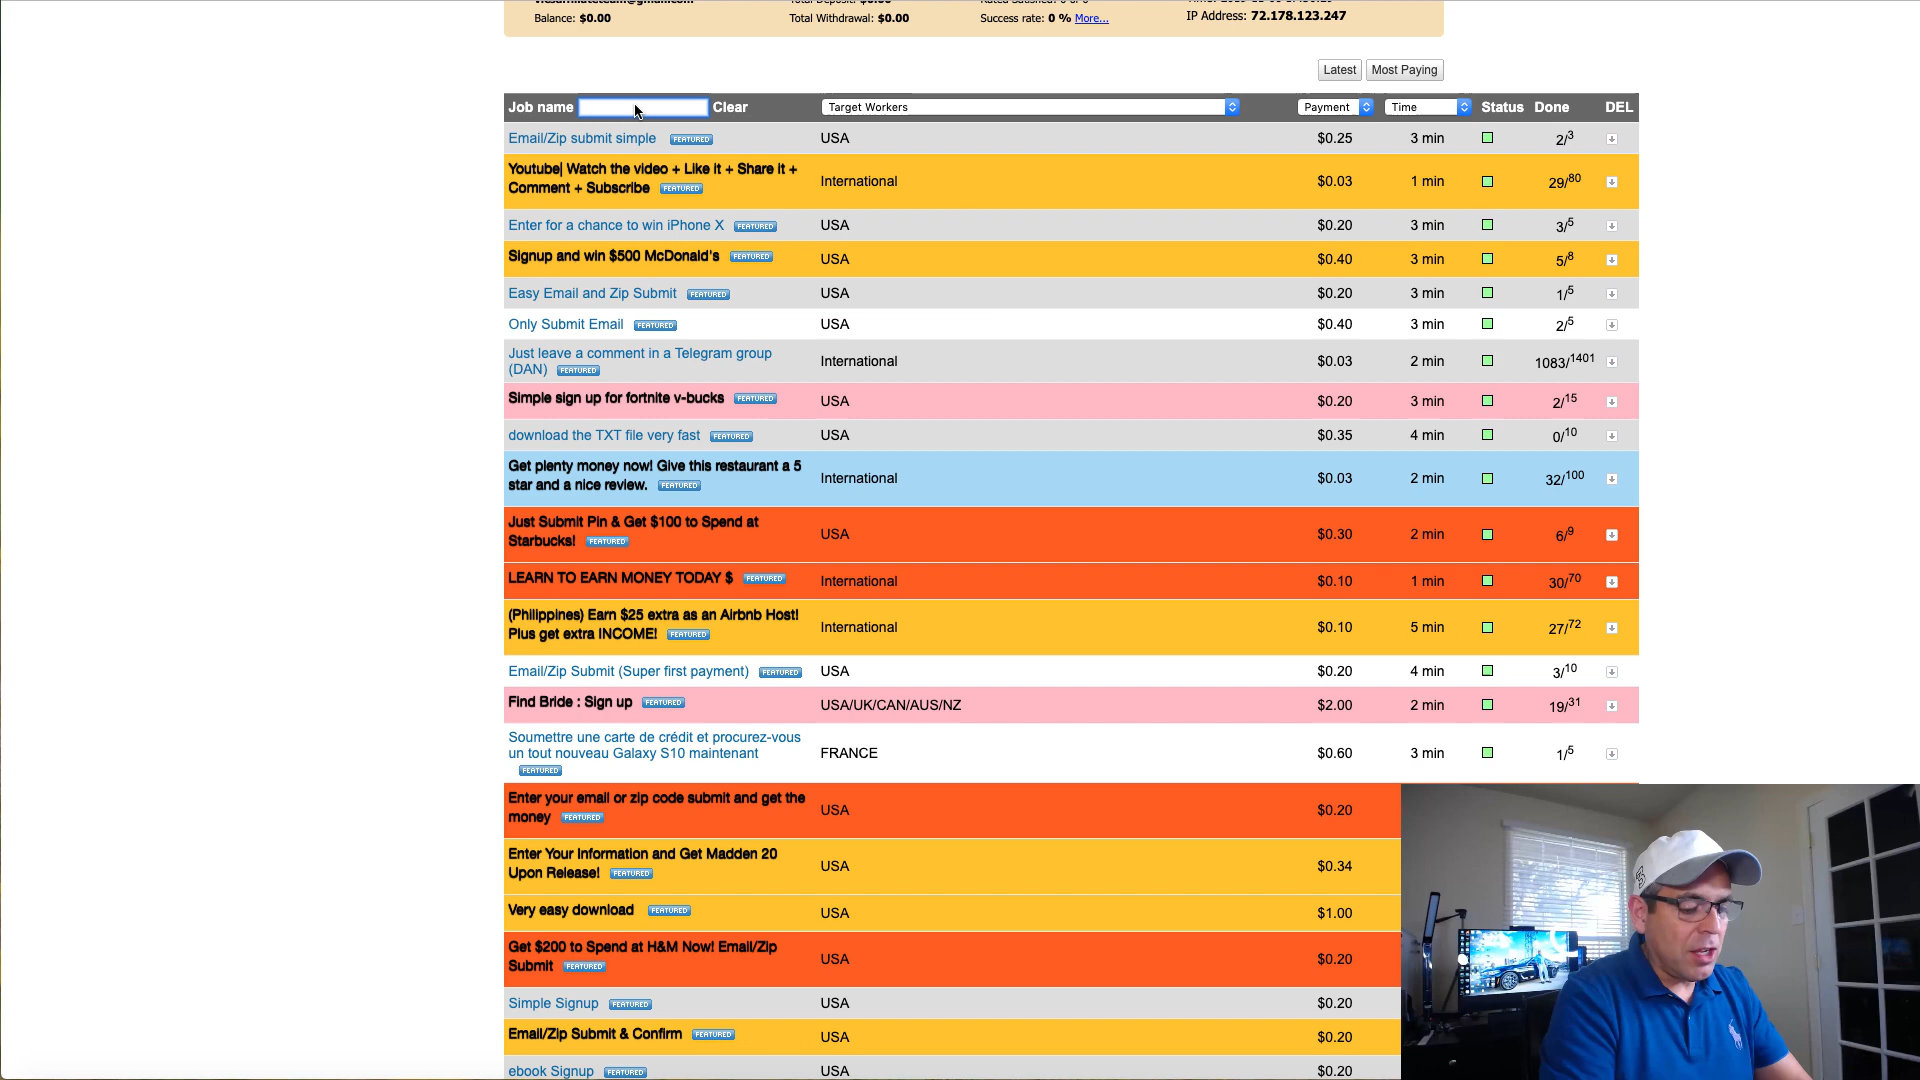 Balance: $0.00 Total Withdrawal: $0.00 Success rate: 0 % More... IP Address: 72.178.123.247
Latest Most Paying
Job name Clear Target Workers Payment Time Status Done DEL
Email/Zip submit simple FEATURED USA $0.25 3 min 2/3
Youtube| Watch the video + Like it + Share it +
Comment + Subscribe FEATURED International $0.03 1 min 29/80
Enter for a chance to win iPhone X FEATURED USA $0.20 3 min 3/5
Signup and win $500 McDonald's FEATURED USA $0.40 3 min 5/8
Easy Email and Zip Submit FEATURED USA $0.20 3 min 1/5
Only Submit Email FEATURED USA $0.40 3 min 2/5
Just leave a comment in a Telegram group
(DAN) FEATURED International $0.03 2 min 1083/1401
Simple sign up for fortnite v-bucks FEATURED USA $0.20 3 min 2/15
download the TXT file very fast FEATURED USA $0.35 4 min 0/10
Get plenty money now! Give this restaurant a 5
star and a nice review. FEATURED International $0.03 2 min 32/100
Just Submit Pin & Get $100 to Spend at
Starbucks! FEATURED USA $0.30 2 min 6/9
LEARN TO EARN MONEY TODAY $ FEATURED International $0.10 1 min 30/70
(Philippines) Earn $25 extra as an Airbnb Host!
Plus get extra INCOME! FEATURED International $0.10 5 min 27/72
Email/Zip Submit (Super first payment) FEATURED USA $0.20 4 min 3/10
Find Bride : Sign up FEATURED USA/UK/CAN/AUS/NZ $2.00 2 min 19/31
Soumettre une carte de crédit et procurez-vous
un tout nouveau Galaxy S10 maintenant FRANCE $0.60 3 min 1/5
FEATURED
Enter your email or zip code submit and get the
money FEATURED USA $0.20
Enter Your Information and Get Madden 20
Upon Release! FEATURED USA $0.34
Very easy download FEATURED USA $1.00
Get $200 to Spend at H&M Now! Email/Zip
Submit FEATURED USA $0.20
Simple Signup FEATURED USA $0.20
Email/Zip Submit & Confirm FEATURED USA $0.20
ebook Signup FEATURED USA $0.20